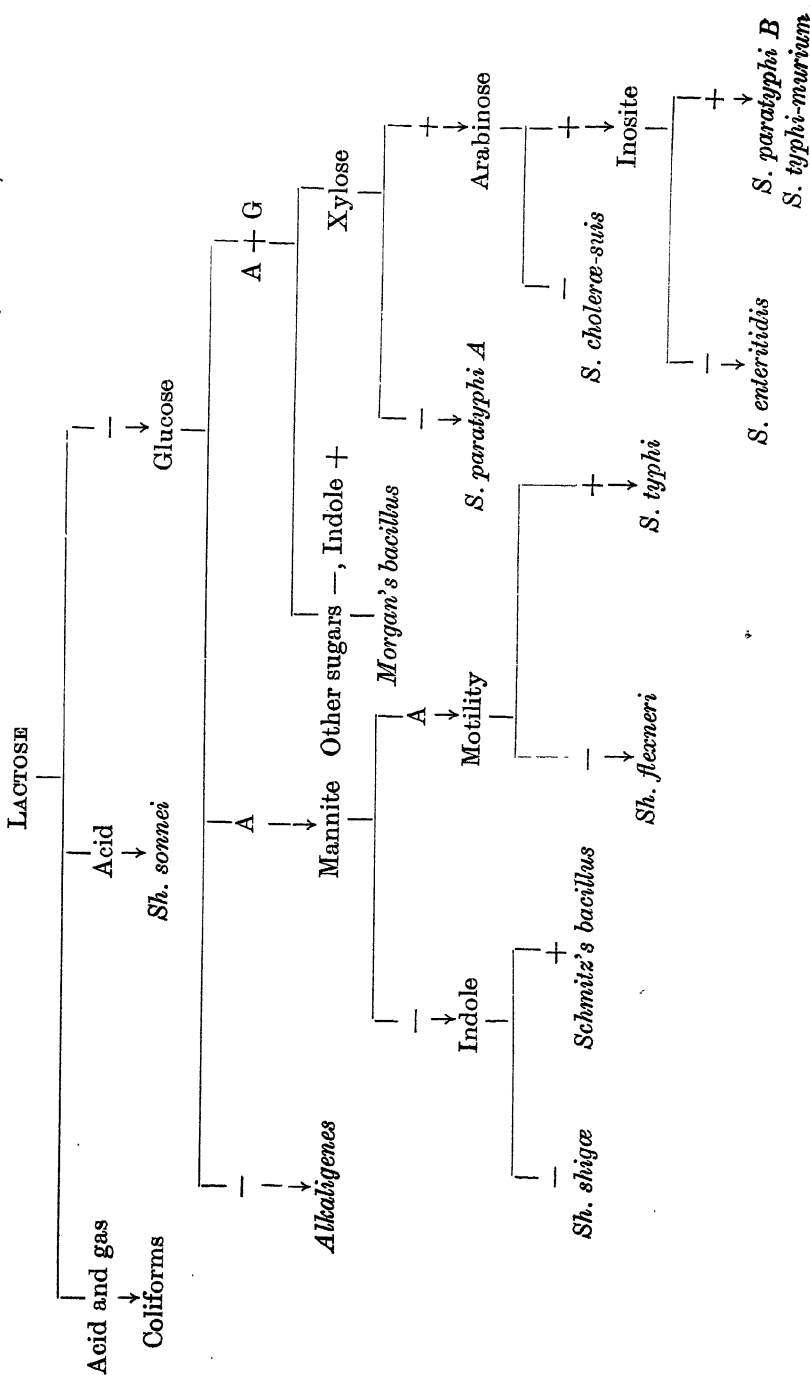 LACTOSE
Acid and gas
Acid
—
Coliforms
Sh. sonnei
Glucose
—
A
A + G
Alkaligenes
Mannite
Other sugars —, Indole +
Xylose
Morgan's bacillus
—
A
—
+
Indole
Motility
S. paratyphi A
Arabinose
—
+
—
+
—
+
Sh. shigæ
Schmitz's bacillus
Sh. flexneri
S. typhi
S. choleræ-suis
Inosite
—
+
S. enteritidis
S. paratyphi B
S. typhi-murium